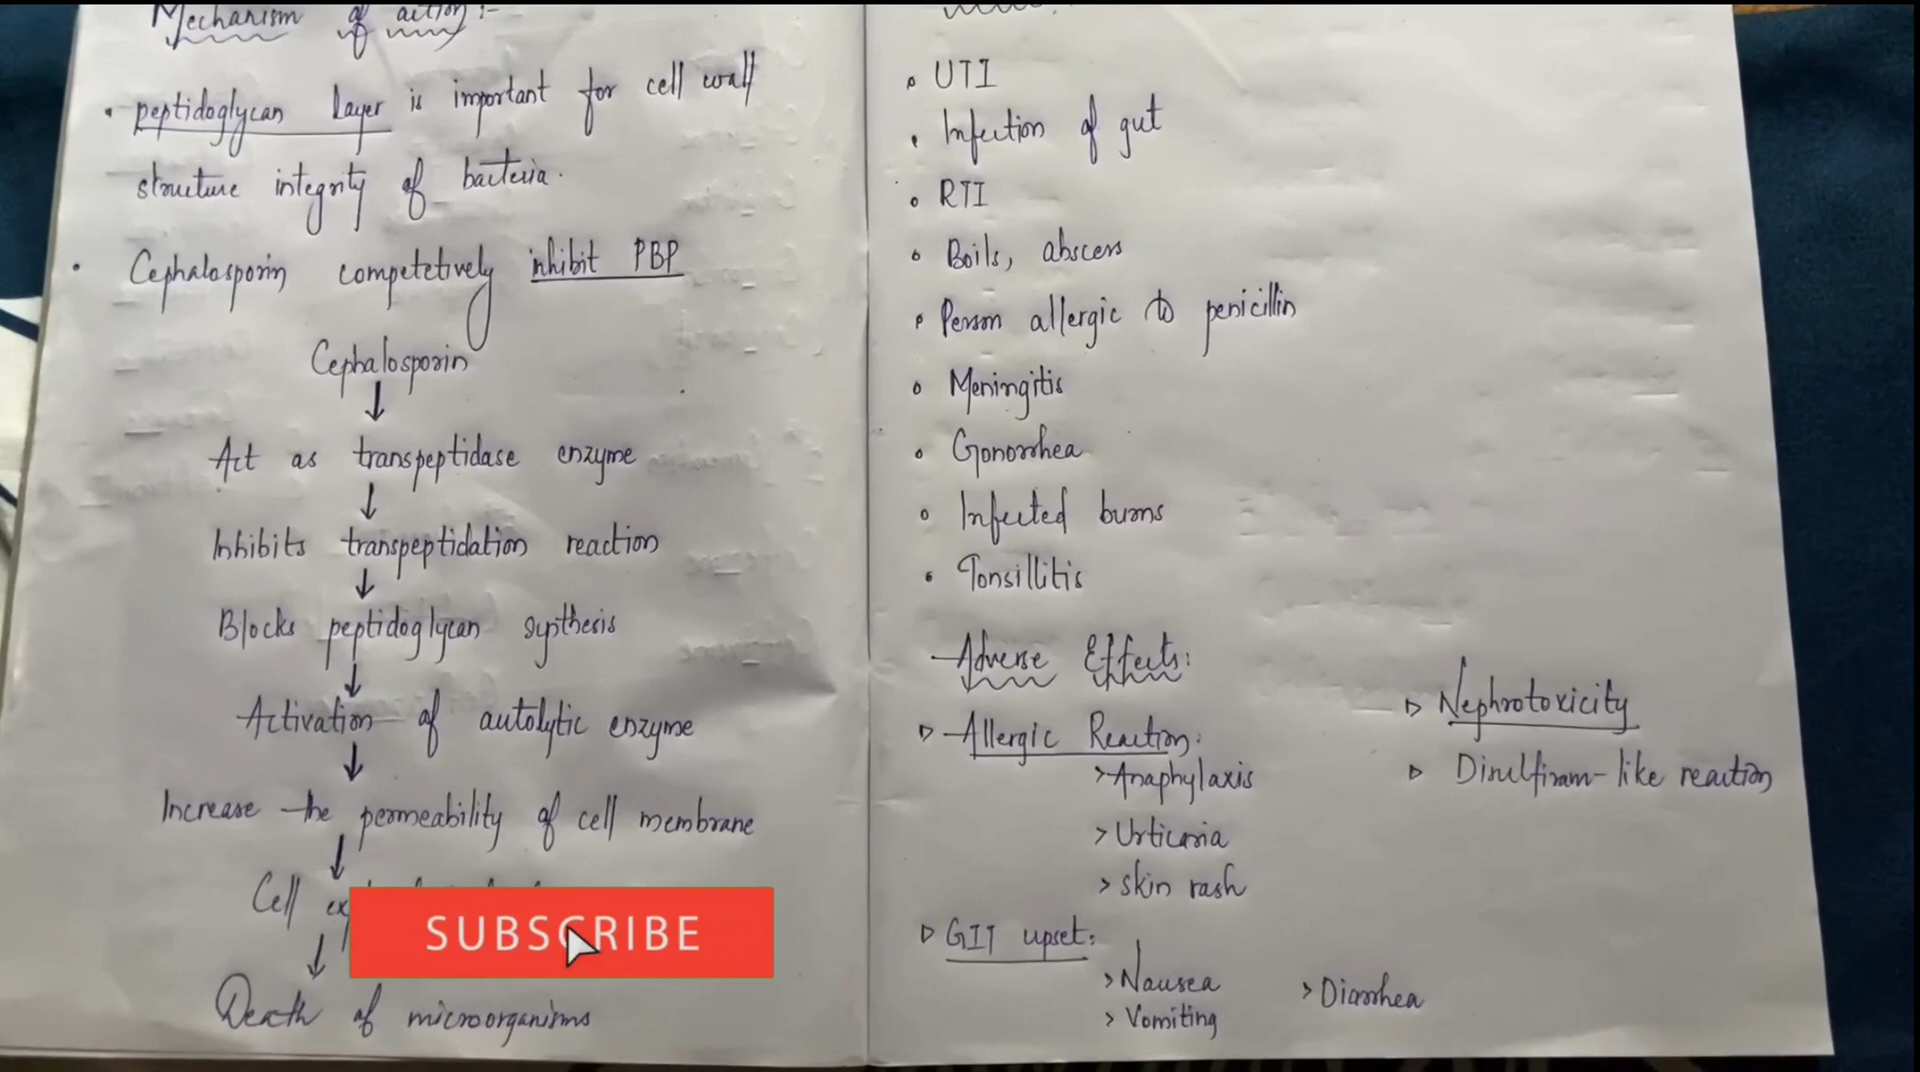 Mechanism of action:-
• peptidoglycan layer is important for cell wall
structure integrity of bacteria.
• Cephalosporin competetively inhibit PBP
Cephalosporin
↓
Act as transpeptidase enzyme
↓
Inhibits transpeptidation reaction
↓
Blocks peptidoglycan synthesis
↓
Activation of autolytic enzyme
↓
Increase the permeability of cell membrane
↓
Cell
↓
Death of microorganisms
SUBSCRIBE
• UTI
• Infection of gut
• RTI
• Boils, abscess
• Person allergic to penicillin
• Meningitis
• Gonorrhea
• Infected burns
• Tonsillitis
Adverse Effects:
▷ Allergic Reaction:
> Anaphylaxis
> Urticaria
> skin rash
▷ GIT upset:
> Nausea
> Vomiting
> Diarrhea
▷ Nephrotoxicity
▷ Disulfiram-like reaction